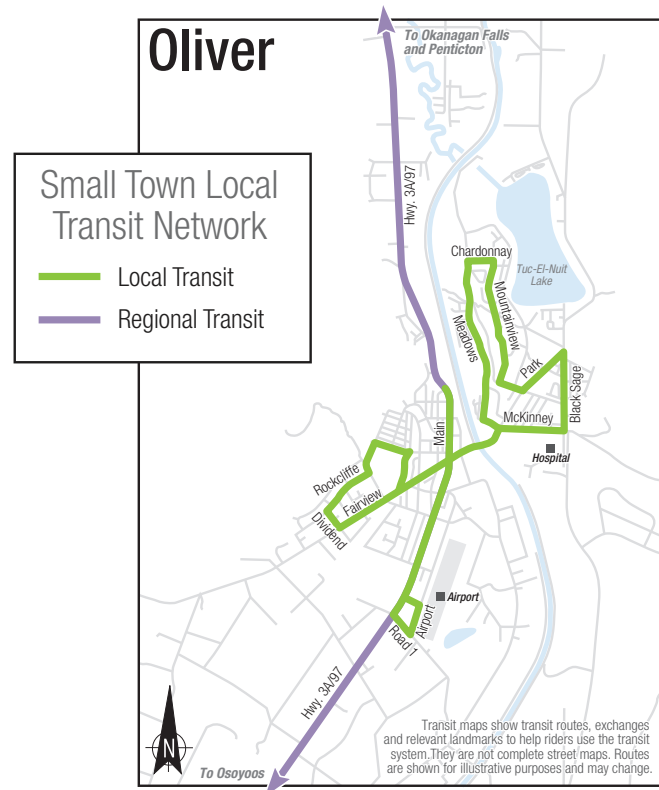 Oliver
To Okanagan Falls
and Penticton
Small Town Local
Transit Network
Local Transit
Regional Transit
Hwy. 3A/97
Chardonnay
Tuc-El-Nuit
Lake
Mountainview
Meadows
Park
Black Sage
McKinney
Main
Hospital
Rockcliffe
Fairview
Dividend
Airport
Airport
Road 1
Hwy. 3A/97
N
To Osoyoos
Transit maps show transit routes, exchanges
and relevant landmarks to help riders use the transit
system.They are not complete street maps. Routes
are shown for illustrative purposes and may change.